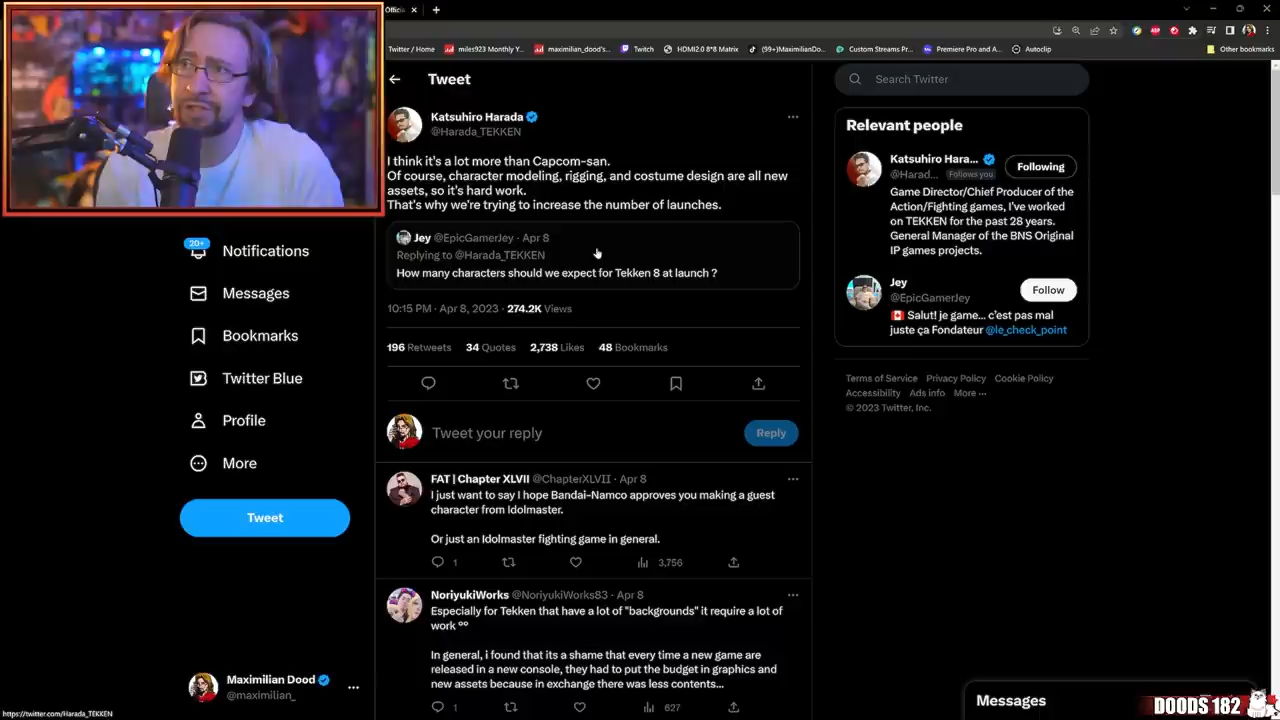 Officia
Twitter / Home
miles923 Monthly Y...
maximilian_dood's...
Twitch
HDMI2.0 8*8 Matrix
(99+)MaximilianDo...
Custom Streams Pr...
Premiere Pro and A...
Autoclip
Other bookmarks
Tweet
Search Twitter
Katsuhiro Harada
@Harada_TEKKEN
I think it's a lot more than Capcom-san.
Of course, character modeling, rigging, and costume design are all new
assets, so it's hard work.
That's why we're trying to increase the number of launches.
Jey @EpicGamerJey · Apr 8
Replying to @Harada_TEKKEN
How many characters should we expect for Tekken 8 at launch ?
10:15 PM · Apr 8, 2023 · 274.2K Views
196 Retweets 34 Quotes 2,738 Likes 48 Bookmarks
Tweet your reply
Reply
FAT | Chapter XLVII @ChapterXLVII · Apr 8
I just want to say I hope Bandai-Namco approves you making a guest
character from Idolmaster.
Or just an Idolmaster fighting game in general.
1 3,756
NoriyukiWorks @NoriyukiWorks83 · Apr 8
Especially for Tekken that have a lot of "backgrounds" it require a lot of
work °°
In general, i found that its a shame that every time a new game are
released in a new console, they had to put the budget in graphics and
new assets because in exchange there was less contents...
1 627
Relevant people
Katsuhiro Hara...
Following
@Harad... Follows you
Game Director/Chief Producer of the
Action/Fighting games, I've worked
on TEKKEN for the past 28 years.
General Manager of the BNS Original
IP games projects.
Jey
@EpicGamerJey
Follow
Salut! je game... c'est pas mal
juste ça Fondateur @le_check_point
Terms of Service Privacy Policy Cookie Policy
Accessibility Ads info More ...
© 2023 Twitter, Inc.
20+
Notifications
Messages
Bookmarks
Twitter Blue
Profile
More
Tweet
Maximilian Dood
@maximilian_
https://twitter.com/Harada_TEKKEN
Messages
DOODS 182